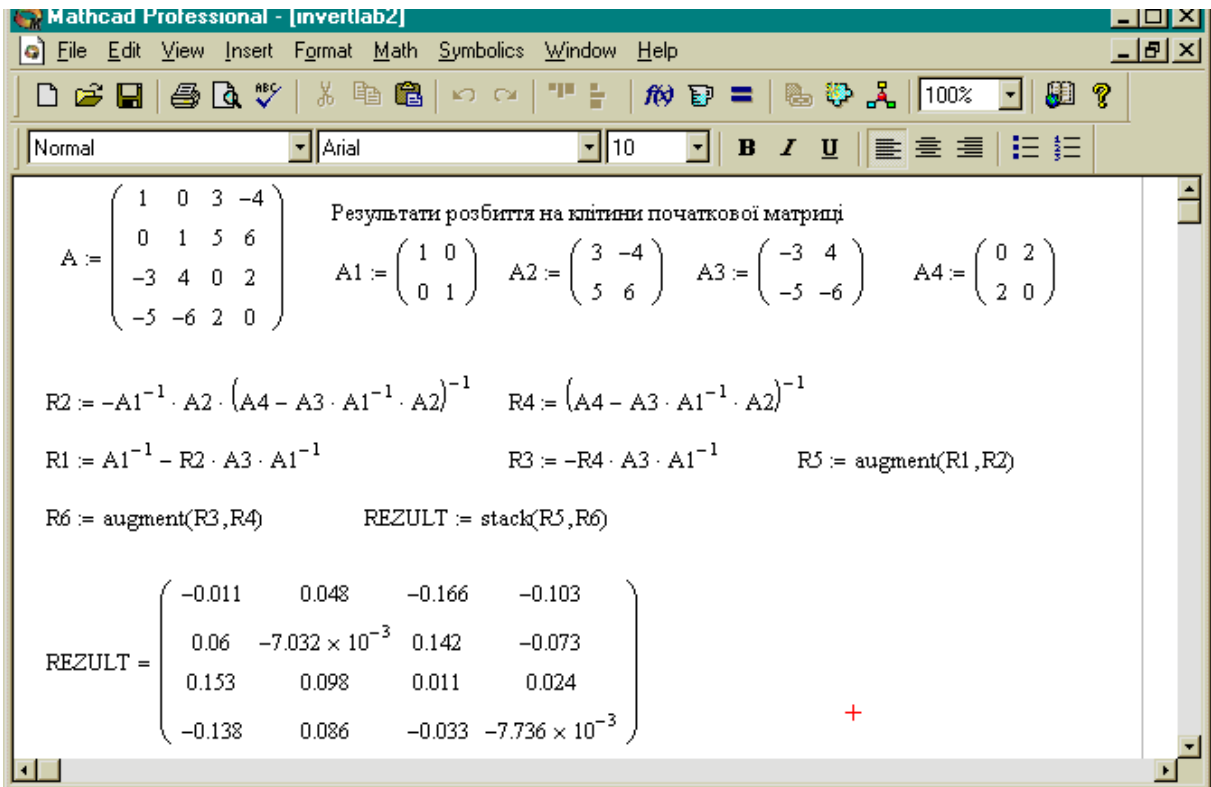 Mathcad Professional - [invertlab2]
File Edit View Insert Format Math Symbolics Window Help
100%
Normal Arial 10 B I U
Результати розбиття на клітини початкової матриці
A := ( 1 0 3 −4
0 1 5 6
−3 4 0 2
−5 −6 2 0 )
A1 := ( 1 0
0 1 )
A2 := ( 3 −4
5 6 )
A3 := ( −3 4
−5 −6 )
A4 := ( 0 2
2 0 )
R2 := −A1⁻¹ · A2 · (A4 − A3 · A1⁻¹ · A2)⁻¹ R4 := (A4 − A3 · A1⁻¹ · A2)⁻¹
R1 := A1⁻¹ − R2 · A3 · A1⁻¹ R3 := −R4 · A3 · A1⁻¹ R5 := augment(R1,R2)
R6 := augment(R3,R4) REZULT := stack(R5,R6)
REZULT = ( −0.011 0.048 −0.166 −0.103
0.06 −7.032 × 10⁻³ 0.142 −0.073
0.153 0.098 0.011 0.024
−0.138 0.086 −0.033 −7.736 × 10⁻³ )